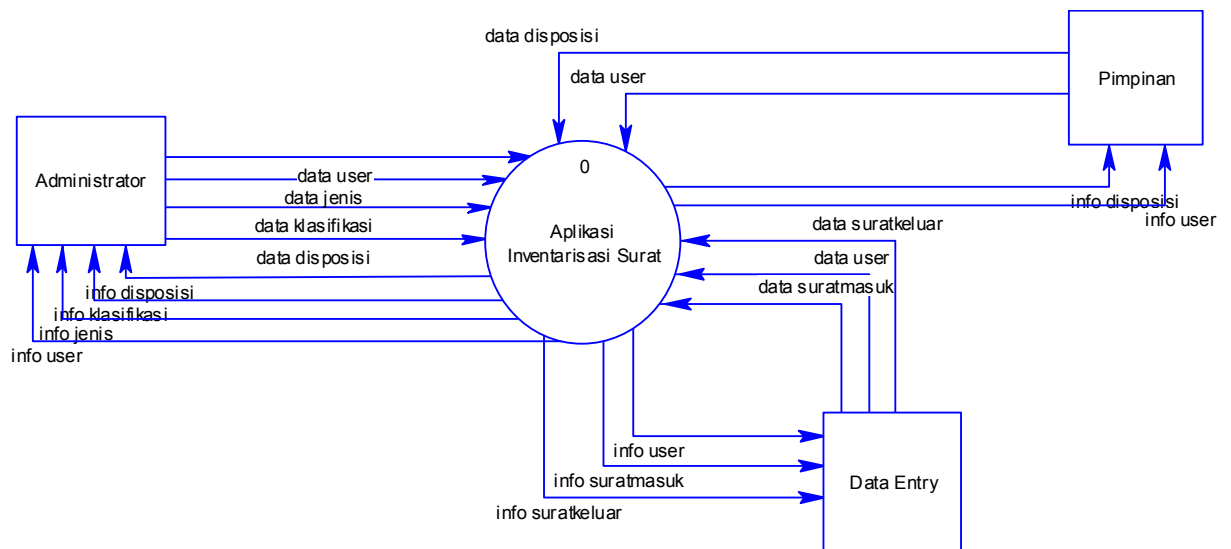 data disposisi
data user
Pimpinan
Administrator
0
data user
data jenis
data klasifikasi
data disposisi
Aplikasi
Inventarisasi Surat
info disposisi
info user
data suratkeluar
data user
data suratmasuk
info disposisi
info klasifikasi
info jenis
info user
info user
info suratmasuk
info suratkeluar
Data Entry